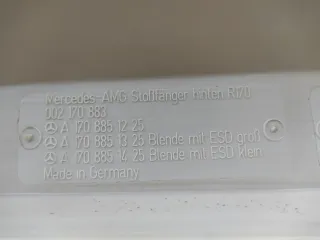 Mercedes-AMG Stoßfänger hinten R170
002 170 883
A 170 885 12 25
A 170 885 13 25 Blende mit ESD groß
A 170 885 14 25 Blende mit ESD klein
Made in Germany